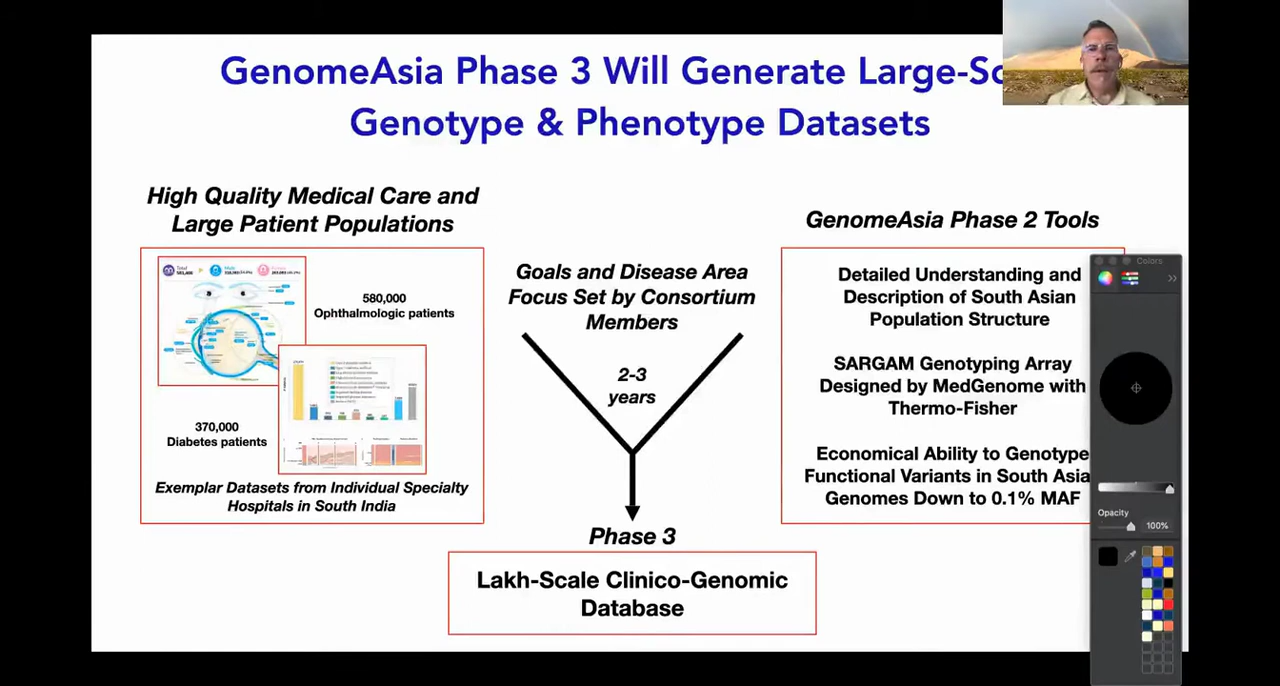 GenomeAsia Phase 3 Will Generate Large-Sc
Genotype & Phenotype Datasets
High Quality Medical Care and
Large Patient Populations
Total
Male
580,000
Ophthalmologic patients
370,000
Diabetes patients
Exemplar Datasets from Individual Specialty
Hospitals in South India
Goals and Disease Area
Focus Set by Consortium
Members
2-3
years
Phase 3
Lakh-Scale Clinico-Genomic
Database
GenomeAsia Phase 2 Tools
Detailed Understanding and
Description of South Asian
Population Structure
SARGAM Genotyping Array
Designed by MedGenome with
Thermo-Fisher
Economical Ability to Genotype
Functional Variants in South Asia
Genomes Down to 0.1% MAF
Colors
Opacity
100%